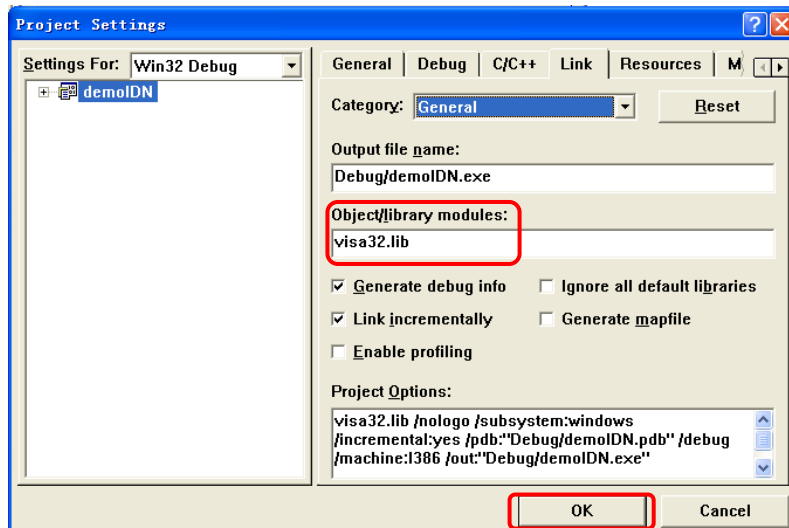 Project Settings
Settings For: Win32 Debug
demoIDN
General Debug C/C++ Link Resources M
Category: General Reset
Output file name:
Debug/demoIDN.exe
Object/library modules:
visa32.lib
Generate debug info Ignore all default libraries
Link incrementally Generate mapfile
Enable profiling
Project Options:
visa32.lib /nologo /subsystem:windows
/incremental:yes /pdb:"Debug/demoIDN.pdb" /debug
/machine:I386 /out:"Debug/demoIDN.exe"
OK Cancel